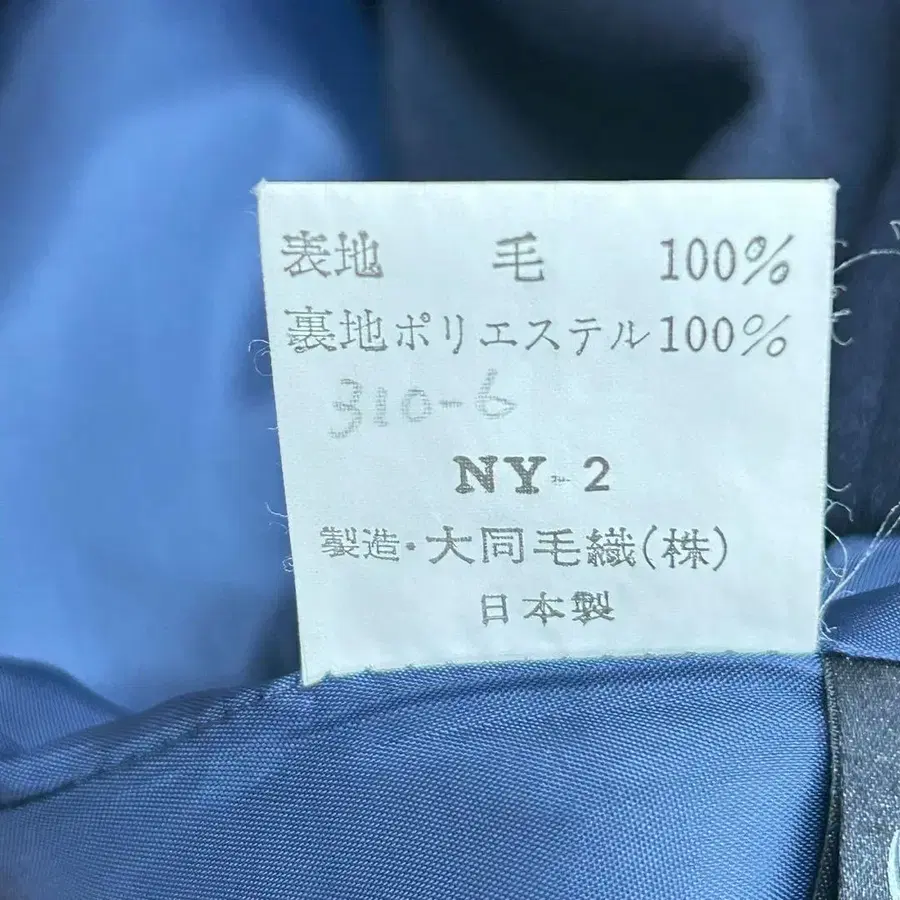 表地 毛 100%
裏地ポリエステル100%
310-6
NY-2
製造・大同毛織(株)
日本製